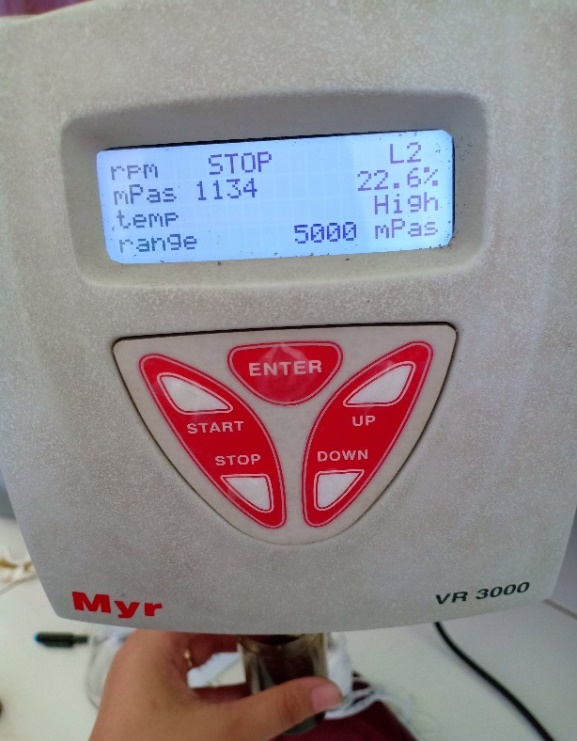 rpm STOP L2
mPas 1134 22.6%
temp High
range 5000 mPas
ENTER
START UP
STOP DOWN
Myr VR 3000